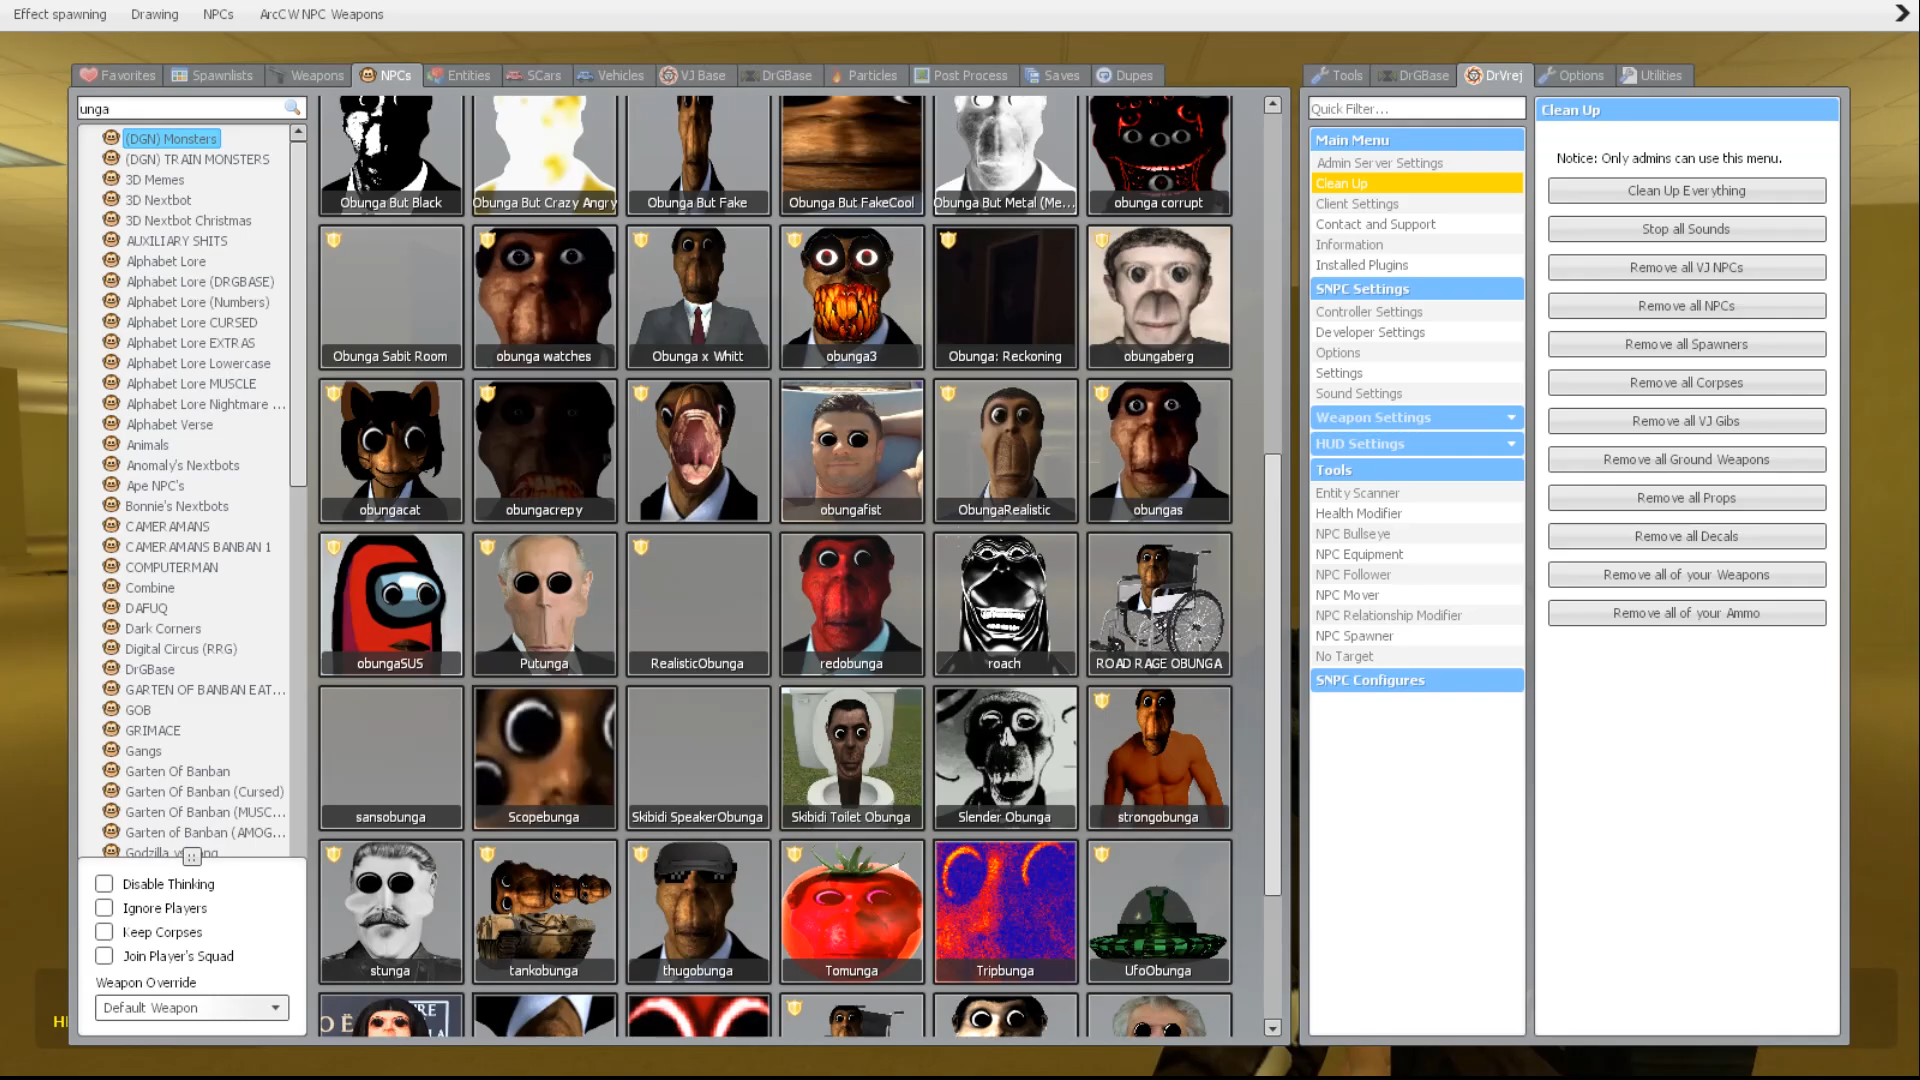 Effect spawning Drawing NPCs ArcCW NPC Weapons
Favorites Spawnlists Weapons NPCs Entities SCars Vehicles VJ Base DrGBase Particles Post Process Saves Dupes
Tools DrGBase DrVrej Options Utilities
unga
(DGN) Monsters
(DGN) TRAIN MONSTERS
3D Memes
3D Nextbot
3D Nextbot Christmas
AUXILIARY SHITS
Alphabet Lore
Alphabet Lore (DRGBASE)
Alphabet Lore (Numbers)
Alphabet Lore CURSED
Alphabet Lore EXTRAS
Alphabet Lore Lowercase
Alphabet Lore MUSCLE
Alphabet Lore Nightmare ...
Alphabet Verse
Animals
Anomaly's Nextbots
Ape NPC's
Bonnie's Nextbots
CAMERAMANS
CAMERAMANS BANBAN 1
COMPUTERMAN
Combine
DAFUQ
Dark Corners
Digital Circus (RRG)
DrGBase
GARTEN OF BANBAN EAT...
GOB
GRIMACE
Gangs
Garten Of Banban
Garten Of Banban (Cursed)
Garten Of Banban (MUSC...
Garten of Banban (AMOG...
Godzilla
Disable Thinking
Ignore Players
Keep Corpses
Join Player's Squad
Weapon Override
Default Weapon
Obunga But Black Obunga But Crazy Angry Obunga But Fake Obunga But FakeCool Obunga But Metal (Me... obunga corrupt
Obunga Sabit Room obunga watches Obunga x Whitt obunga3 Obunga: Reckoning obungaberg
obungacat obungacrepy obungafist ObungaRealistic obungas
obungaSUS Putunga RealisticObunga redobunga roach ROAD RAGE OBUNGA
sansobunga Scopebunga Skibidi SpeakerObunga Skibidi Toilet Obunga Slender Obunga strongobunga
stunga tankobunga thugobunga Tomunga Tripbunga UfoObunga
Quick Filter...
Main Menu
Admin Server Settings
Clean Up
Client Settings
Contact and Support
Information
Installed Plugins
SNPC Settings
Controller Settings
Developer Settings
Options
Settings
Sound Settings
Weapon Settings
HUD Settings
Tools
Entity Scanner
Health Modifier
NPC Bullseye
NPC Equipment
NPC Follower
NPC Mover
NPC Relationship Modifier
NPC Spawner
No Target
SNPC Configures
Clean Up
Notice: Only admins can use this menu.
Clean Up Everything
Stop all Sounds
Remove all VJ NPCs
Remove all NPCs
Remove all Spawners
Remove all Corpses
Remove all VJ Gibs
Remove all Ground Weapons
Remove all Props
Remove all Decals
Remove all of your Weapons
Remove all of your Ammo